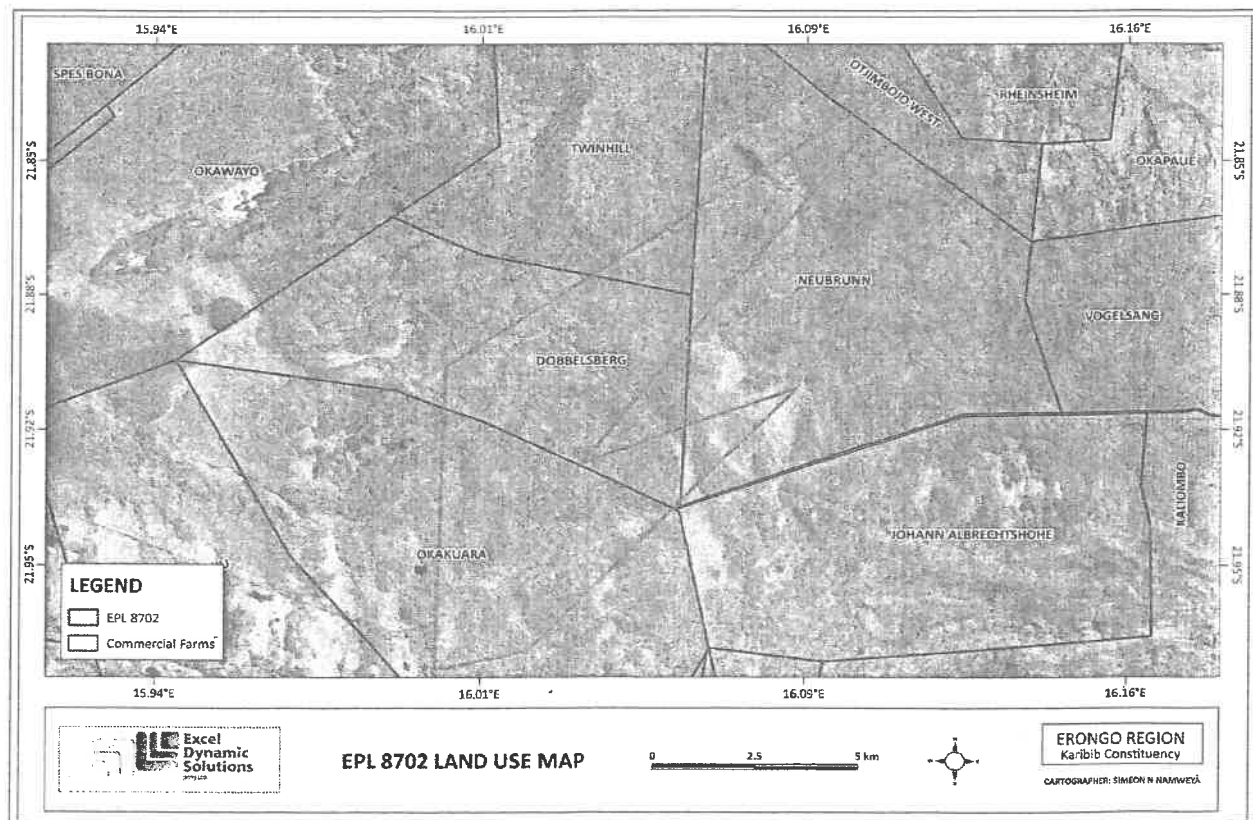 15.94°E 16.01°E 16.09°E 16.16°E
SPES BONA
OTJIMBOJO WEST
RHEINSHEIM
TWINHILL
21.85°S
21.85°S
OKAWAYO
OKAPAUE
21.88°S
21.88°S
NEUBRUNN
VOGELSANG
DOBBELSBERG
21.92°S
21.92°S
KALIOMBO
JOHANN ALBRECHTSHOHE
OKAKUARA
21.95°S
21.95°S
LEGEND
EPL 8702
Commercial Farms
15.94°E 16.01°E 16.09°E 16.16°E
Excel
Dynamic
Solutions
EPL 8702 LAND USE MAP
0 2.5 5 km
ERONGO REGION
Karibib Constituency
CARTOGRAPHER: SIMEON N NAMWEYA